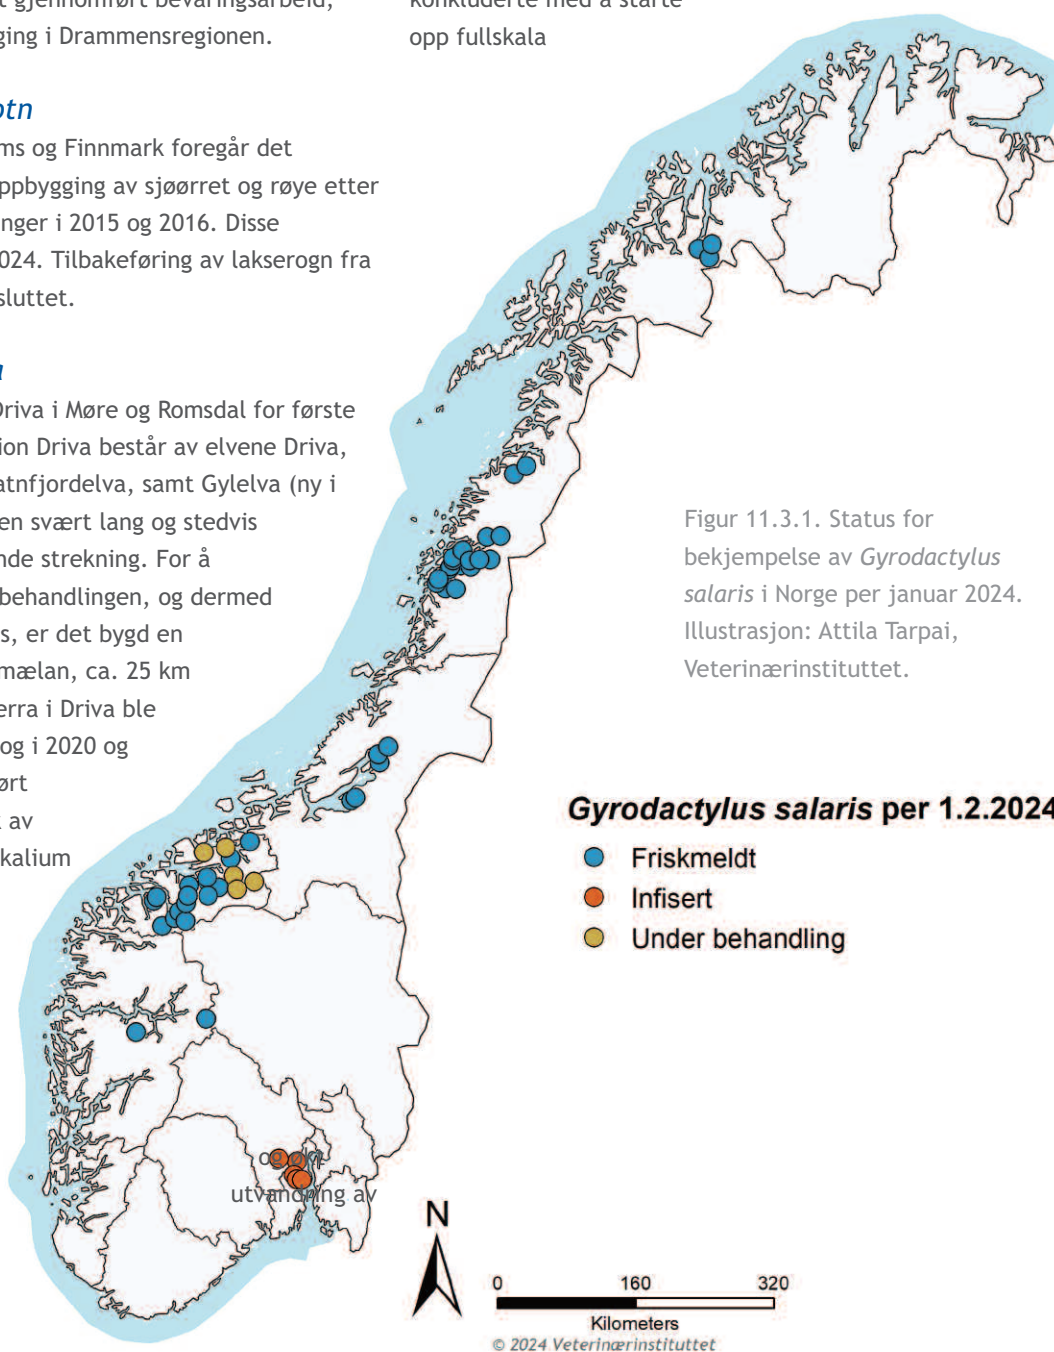 t gjennomført bevaringsarbeid,
ging i Drammensregionen.
konkluderte med å starte
opp fullskala
otn
ms og Finnmark foregår det
ppbygging av sjøørret og røye etter
nger i 2015 og 2016. Disse
024. Tilbakeføring av lakserogn fra
sluttet.
a
Driva i Møre og Romsdal for første
ion Driva består av elvene Driva,
atnfjordelva, samt Gylelva (ny i
en svært lang og stedvis
nde strekning. For å
behandlingen, og dermed
s, er det bygd en
mælan, ca. 25 km
erra i Driva ble
og i 2020 og
ørt
av
kalium
Figur 11.3.1. Status for
bekjempelse av Gyrodactylus
salaris i Norge per januar 2024.
Illustrasjon: Attila Tarpai,
Veterinærinstituttet.
Gyrodactylus salaris per 1.2.2024
Friskmeldt
Infisert
Under behandling
og
utvandring av
N
0 160 320
Kilometers
© 2024 Veterinærinstituttet